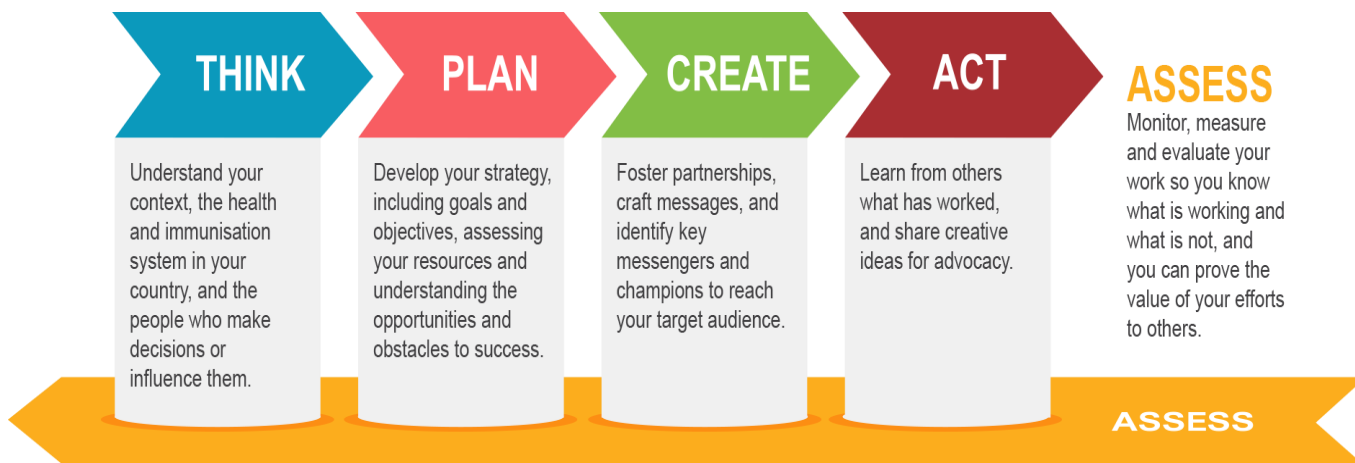 THINK
Understand your
context, the health
and immunisation
system in your
country, and the
people who make
decisions or
influence them.
PLAN
Develop your strategy,
including goals and
objectives, assessing
your resources and
understanding the
opportunities and
obstacles to success.
CREATE
Foster partnerships,
craft messages, and
identify key
messengers and
champions to reach
your target audience.
ACT
Learn from others
what has worked,
and share creative
ideas for advocacy.
ASSESS
Monitor, measure
and evaluate your
work so you know
what is working and
what is not, and
you can prove the
value of your efforts
to others.
ASSESS